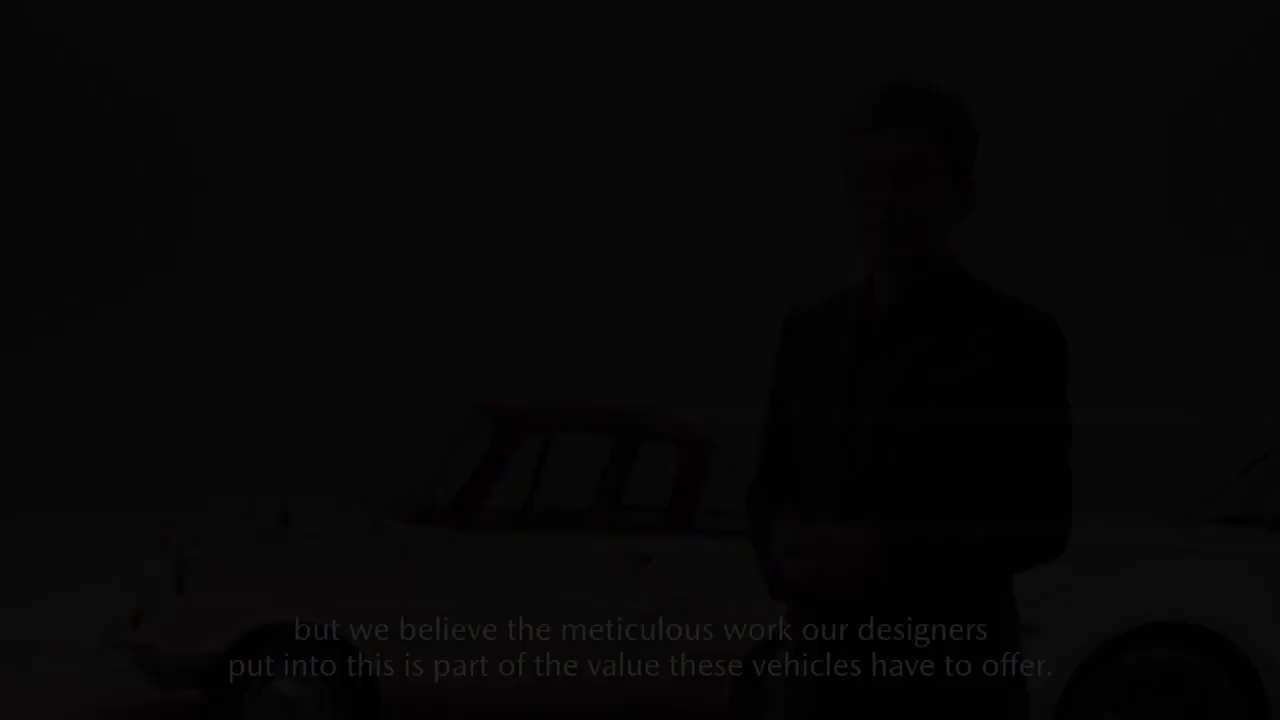 but we believe the meticulous work our designers
put into this is part of the value these vehicles have to offer.